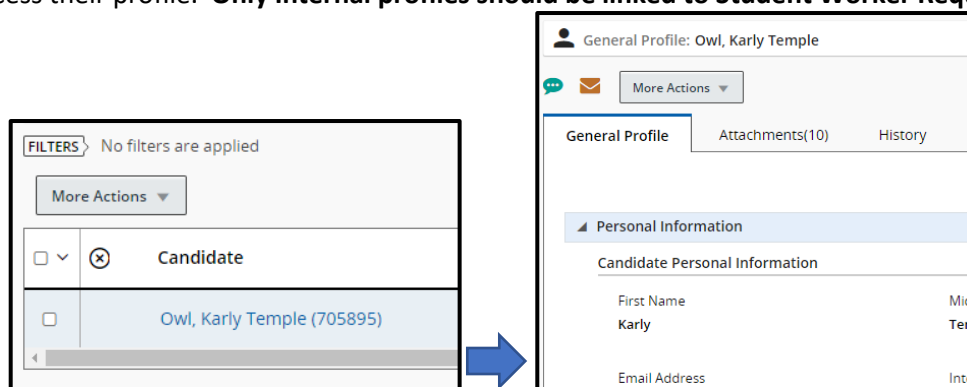 their profile. Only internal profiles should be linked to Student Worker
General Profile: Owl, Karly Temple
More Actions
General Profile Attachments(10) History
Personal Information
Candidate Personal Information
First Name
Karly
Email Address
FILTERS No filters are applied
More Actions
Candidate
Owl, Karly Temple (705895)